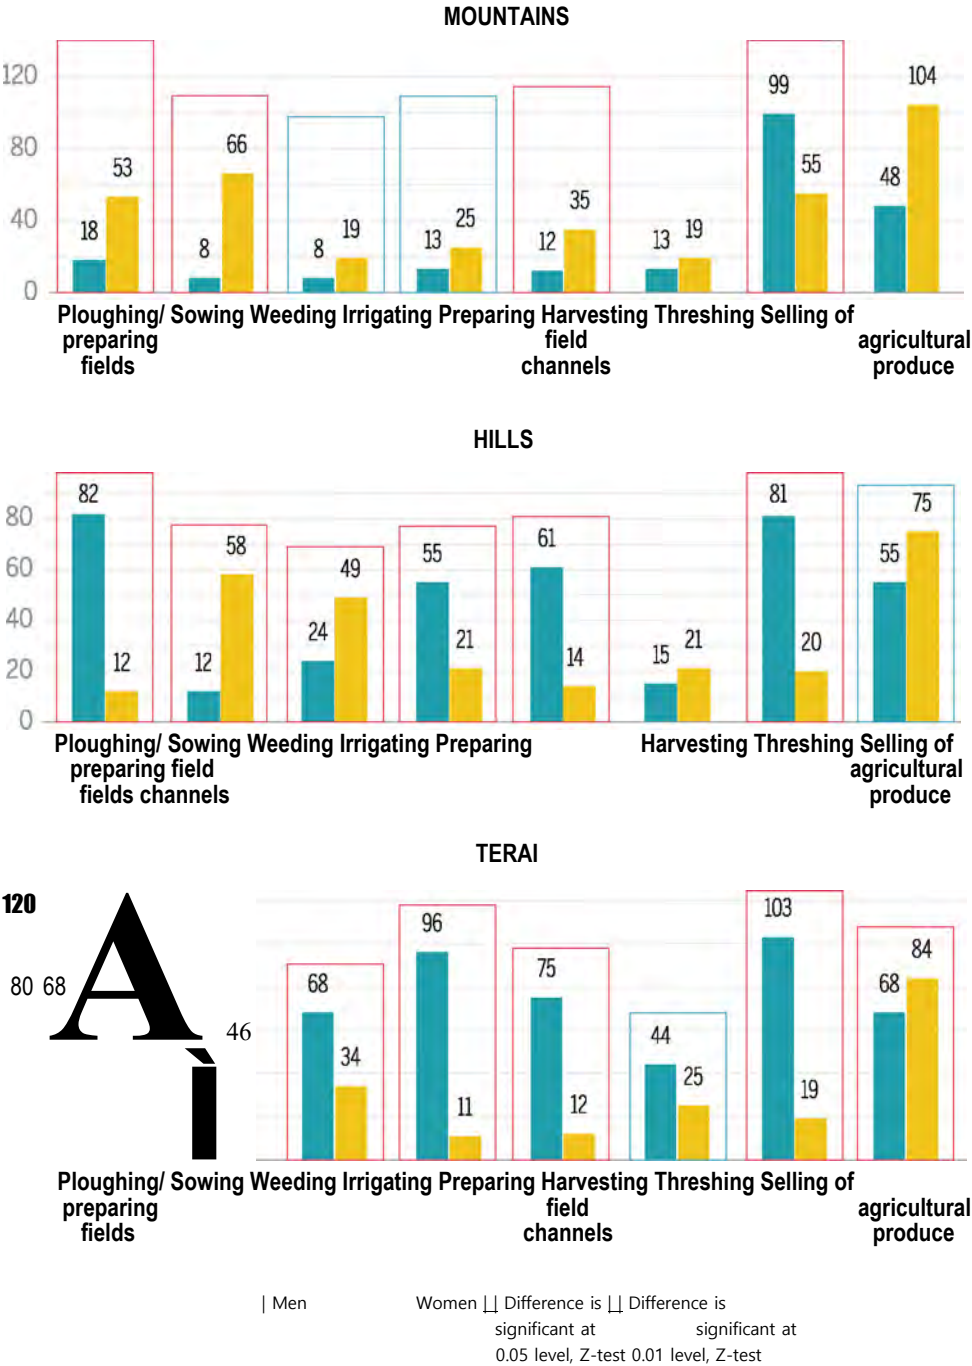 MOUNTAINS
120
80
40
0
18 53
8 66
8 19
13 25
12 35
13 19
99 55
48 104
Ploughing/ Sowing Weeding Irrigating Preparing Harvesting Threshing Selling of
preparing field agricultural
fields channels produce
HILLS
80
60
40
20
0
82 12
12 58
24 49
55 21
61 14
15 21
81 20
55 75
Ploughing/ Sowing Weeding Irrigating Preparing Harvesting Threshing Selling of
preparing field agricultural
fields channels produce
TERAI
120
80 68
A
ì
46
68 34
96 11
75 12
44 25
103 19
68 84
Ploughing/ Sowing Weeding Irrigating Preparing Harvesting Threshing Selling of
preparing field agricultural
fields channels produce
| Men Women || Difference is || Difference is
significant at significant at
0.05 level, Z-test 0.01 level, Z-test